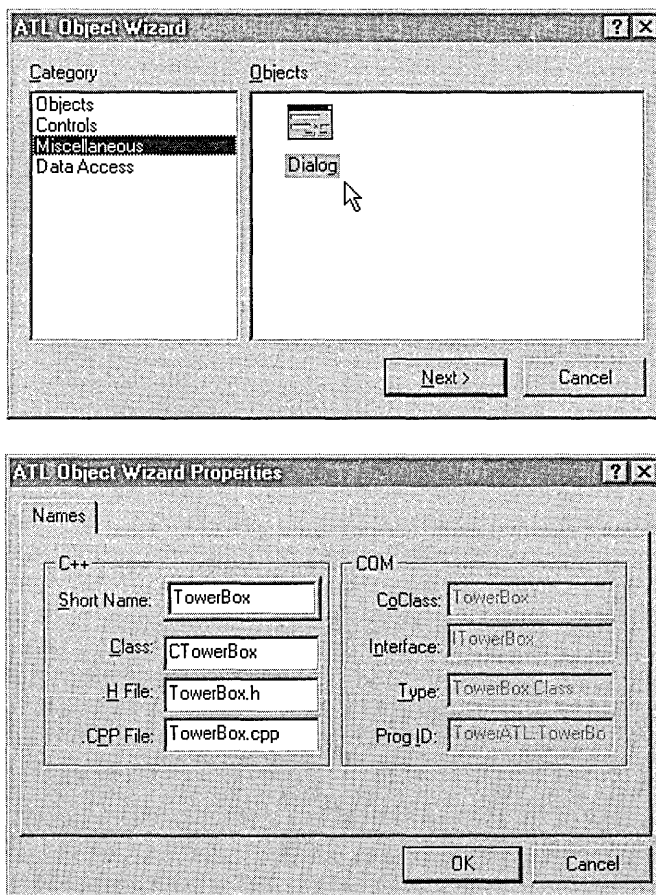 ATL Object Wizard
Category
Objects
Objects
Controls
Miscellaneous
Data Access
Dialog
Next >
Cancel
ATL Object Wizard Properties
Names
C++
Short Name: TowerBox
Class: CTowerBox
H File: TowerBox.h
.CPP File: TowerBox.cpp
COM
CoClass: TowerBox
Interface: ITowerBox
Type: TowerBox Class
Prog ID: TowerATL.TowerBo
OK
Cancel